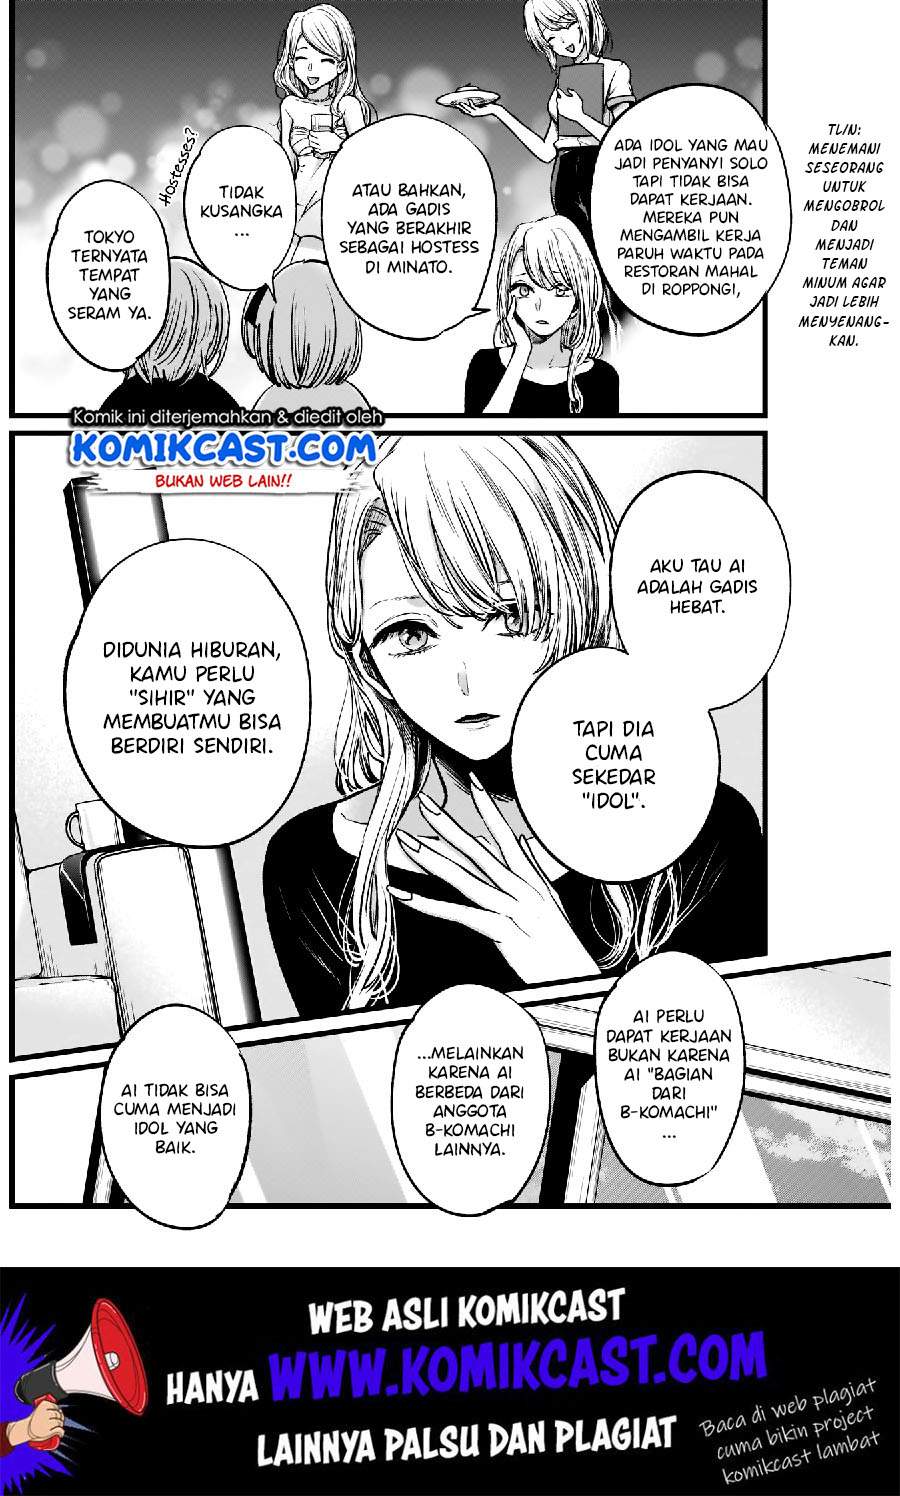 ADA IDOL YANG MAU
JADI PENYANYI SOLO
TAPI TIDAK BISA
DAPAT KERJAAN.
MEREKA PUN
MENGAMBIL KERJA
PARUH WAKTU PADA
RESTORAN MAHAL
DI ROPPONGI,
TL/N:
MENEMANI
SESEORANG
UNTUK
MENGOBROL
DAN
MENJADI
TEMAN
MINUM AGAR
JADI LEBIH
MENYENANG-
KAN.
ATAU BAHKAN,
ADA GADIS
YANG BERAKHIR
SEBAGAI HOSTESS
DI MINATO.
Hostesses?
TIDAK
KUSANGKA
...
TOKYO
TERNYATA
TEMPAT
YANG
SERAM YA.
Komik ini diterjemahkan & diedit oleh
KOMIKCAST.COM
BUKAN WEB LAIN!!
AKU TAU AI
ADALAH GADIS
HEBAT.
TAPI DIA
CUMA
SEKEDAR
"IDOL".
DIDUNIA HIBURAN,
KAMU PERLU
"SIHIR" YANG
MEMBUATMU BISA
BERDIRI SENDIRI.
AI PERLU
DAPAT KERJAAN
BUKAN KARENA
AI "BAGIAN
DARI
B-KOMACHI"
...
...MELAINKAN
KARENA AI
BERBEDA DARI
ANGGOTA
B-KOMACHI
LAINNYA.
AI TIDAK BISA
CUMA MENJADI
IDOL YANG
BAIK.
WEB ASLI KOMIKCAST
HANYA WWW.KOMIKCAST.COM
LAINNYA PALSU DAN PLAGIAT
Baca di web plagiat
cuma bikin project
komikcast lambat